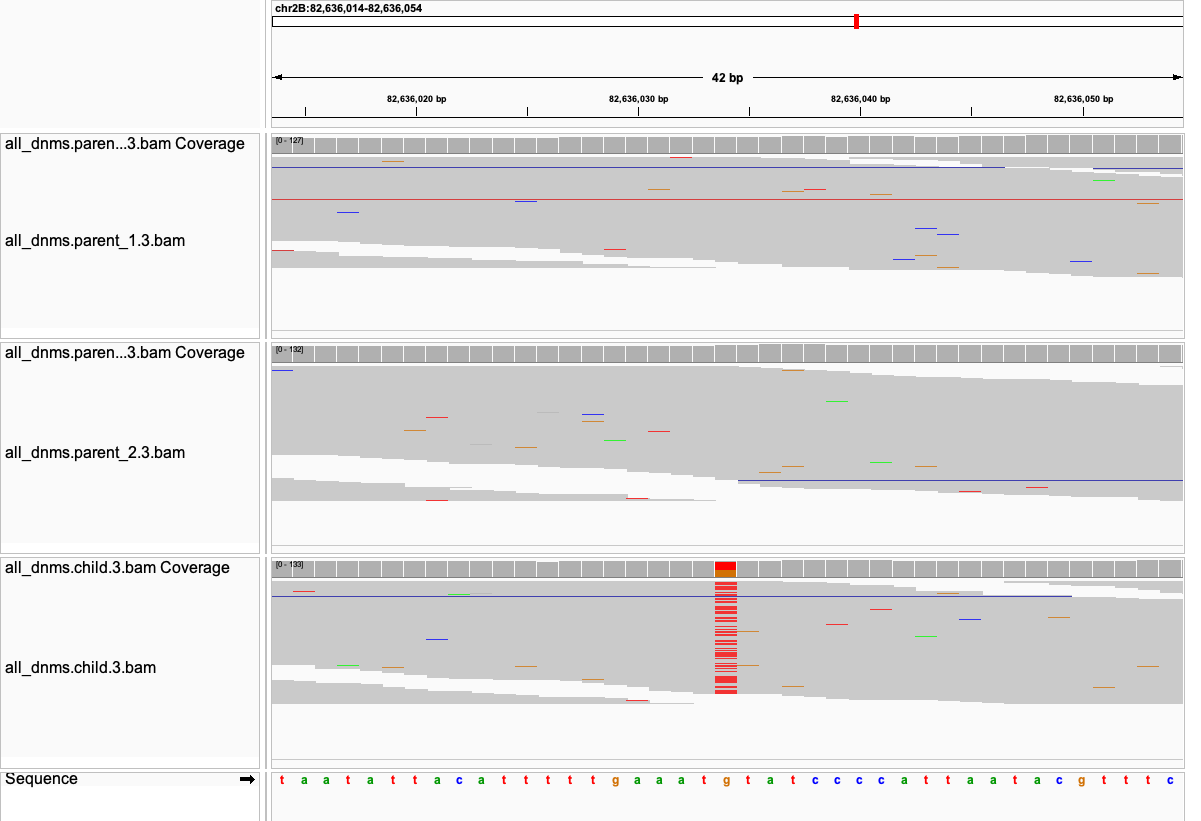 chr2B:82,636,014-82,636,054
42 bp
82,636,020 bp 82,636,030 bp 82,636,040 bp 82,636,050 bp
all_dnms.paren...3.bam Coverage
[0 - 127]
all_dnms.parent_1.3.bam
all_dnms.paren...3.bam Coverage
[0 - 132]
all_dnms.parent_2.3.bam
all_dnms.child.3.bam Coverage
[0 - 133]
all_dnms.child.3.bam
Sequence
t a a t a t t a c a t t t t t g a a a t g t a t c c c c a t t a a t a c g t t t c